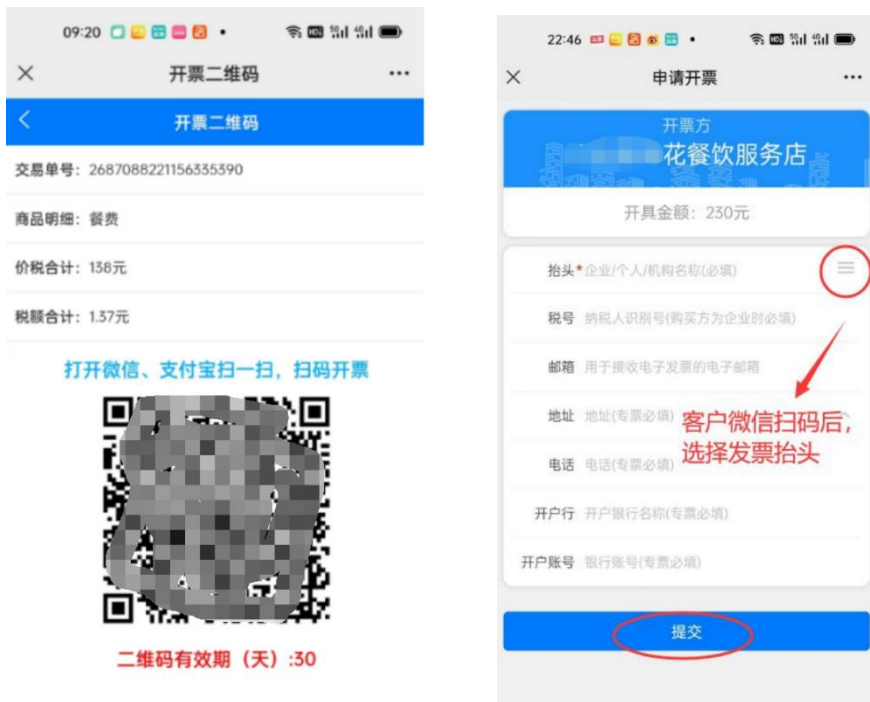 09:20
开票二维码
开票二维码
交易单号：2687088221156335390
商品明细：餐费
价税合计：138元
税额合计：1.37元
打开微信、支付宝扫一扫，扫码开票
二维码有效期（天）:30
22:46
申请开票
开票方
花餐饮服务店
开具金额：230元
抬头*企业/个人/机构名称(必填)
税号 纳税人识别号(购买方为企业时必填)
邮箱 用于接收电子发票的电子邮箱
地址 地址(专票必填)
电话 电话(专票必填)
客户微信扫码后，
选择发票抬头
开户行 开户银行名称(专票必填)
开户账号 银行账号(专票必填)
提交